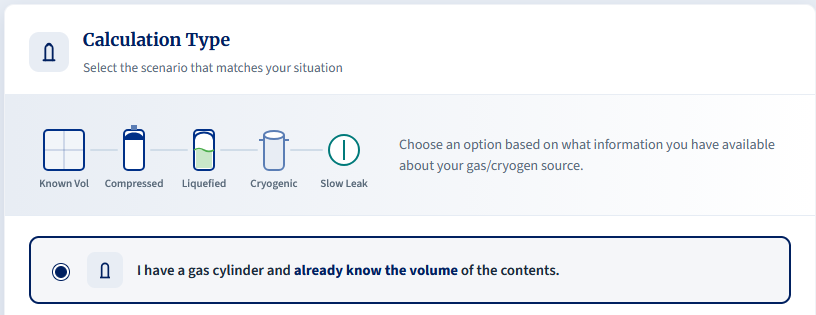 Calculation Type
Select the scenario that matches your situation
Known Vol Compressed Liquefied Cryogenic Slow Leak
Choose an option based on what information you have available
about your gas/cryogen source.
I have a gas cylinder and already know the volume of the contents.